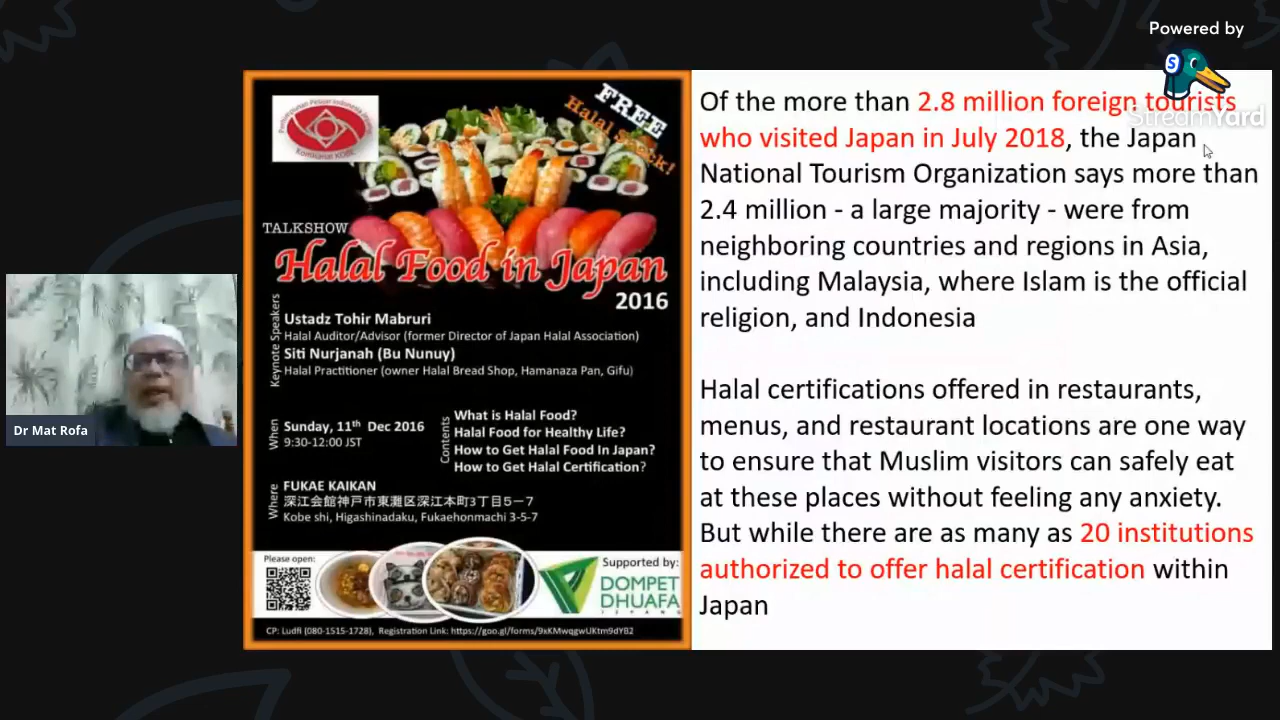 Powered by
StreamYard
Dr Mat Rofa
FREE
Halal
TALKSHOW
Halal Food in Japan
2016
Keynote Speakers
Ustadz Tohir Mabruri
Halal Auditor/Advisor (former Director of Japan Halal Association)
Siti Nurjanah (Bu Nunuy)
Halal Practitioner (owner Halal Bread Shop, Hamanaza Pan, Gifu)
When
Sunday, 11th Dec 2016
9:30-12:00 JST
Contents
What is Halal Food?
Halal Food for Healthy Life?
How to Get Halal Food In Japan?
How to Get Halal Certification?
Where
FUKAE KAIKAN
深江会館神戸市東灘区深江本町3丁目5−7
Kobe shi, Higashinadaku, Fukaehonmachi 3-5-7
Please open:
Supported by:
DOMPET
DHUAFA
CP: Ludfi (080-1515-1728), Registration Link: https://goo.gl/forms/9xKMwqgwUKtm9dYB2
Of the more than 2.8 million foreign tourists
who visited Japan in July 2018, the Japan
National Tourism Organization says more than
2.4 million - a large majority - were from
neighboring countries and regions in Asia,
including Malaysia, where Islam is the official
religion, and Indonesia
Halal certifications offered in restaurants,
menus, and restaurant locations are one way
to ensure that Muslim visitors can safely eat
at these places without feeling any anxiety.
But while there are as many as 20 institutions
authorized to offer halal certification within
Japan